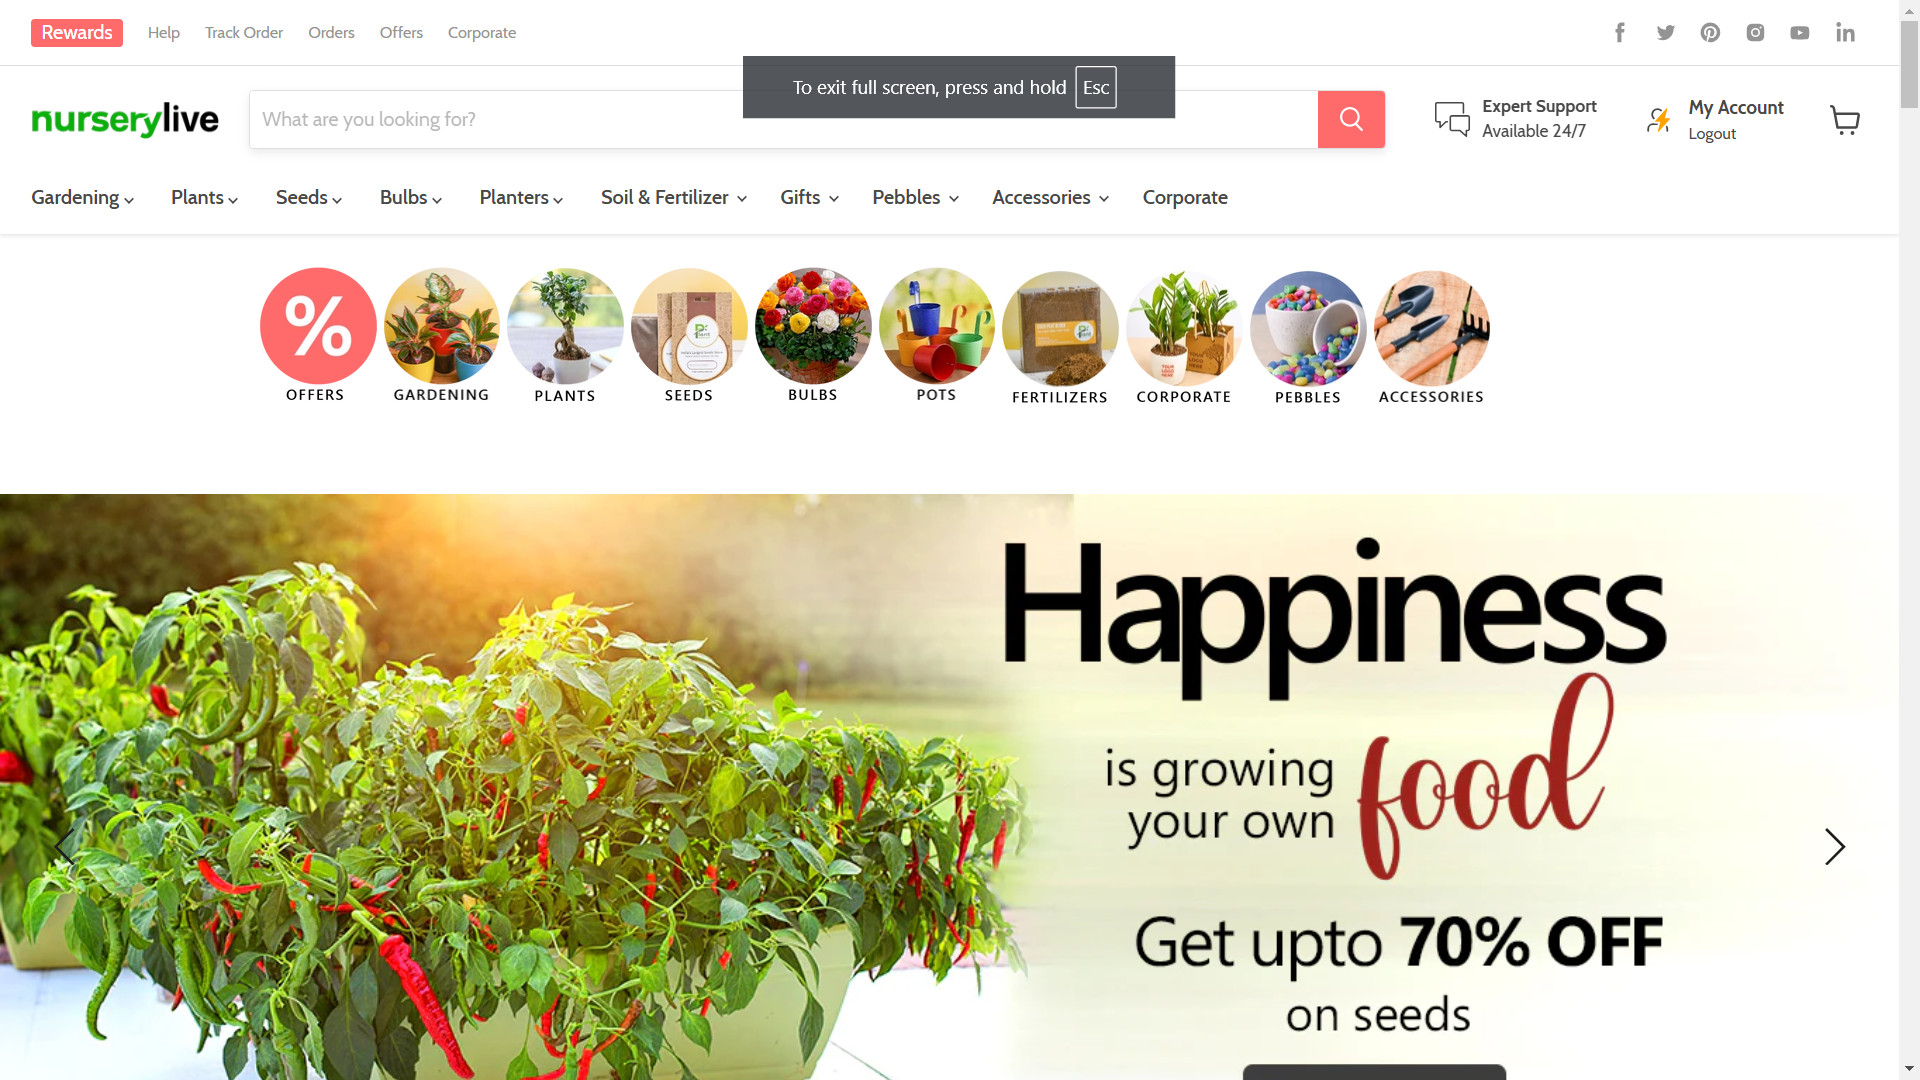 Rewards Help Track Order Orders Offers Corporate
To exit full screen, press and hold Esc
nurserylive
What are you looking for?
Expert Support
Available 24/7
My Account
Logout
Gardening Plants Seeds Bulbs Planters Soil & Fertilizer Gifts Pebbles Accessories Corporate
%
OFFERS GARDENING PLANTS SEEDS BULBS POTS FERTILIZERS CORPORATE PEBBLES ACCESSORIES
Happiness
is growing
your own
food
Get upto 70% OFF
on seeds